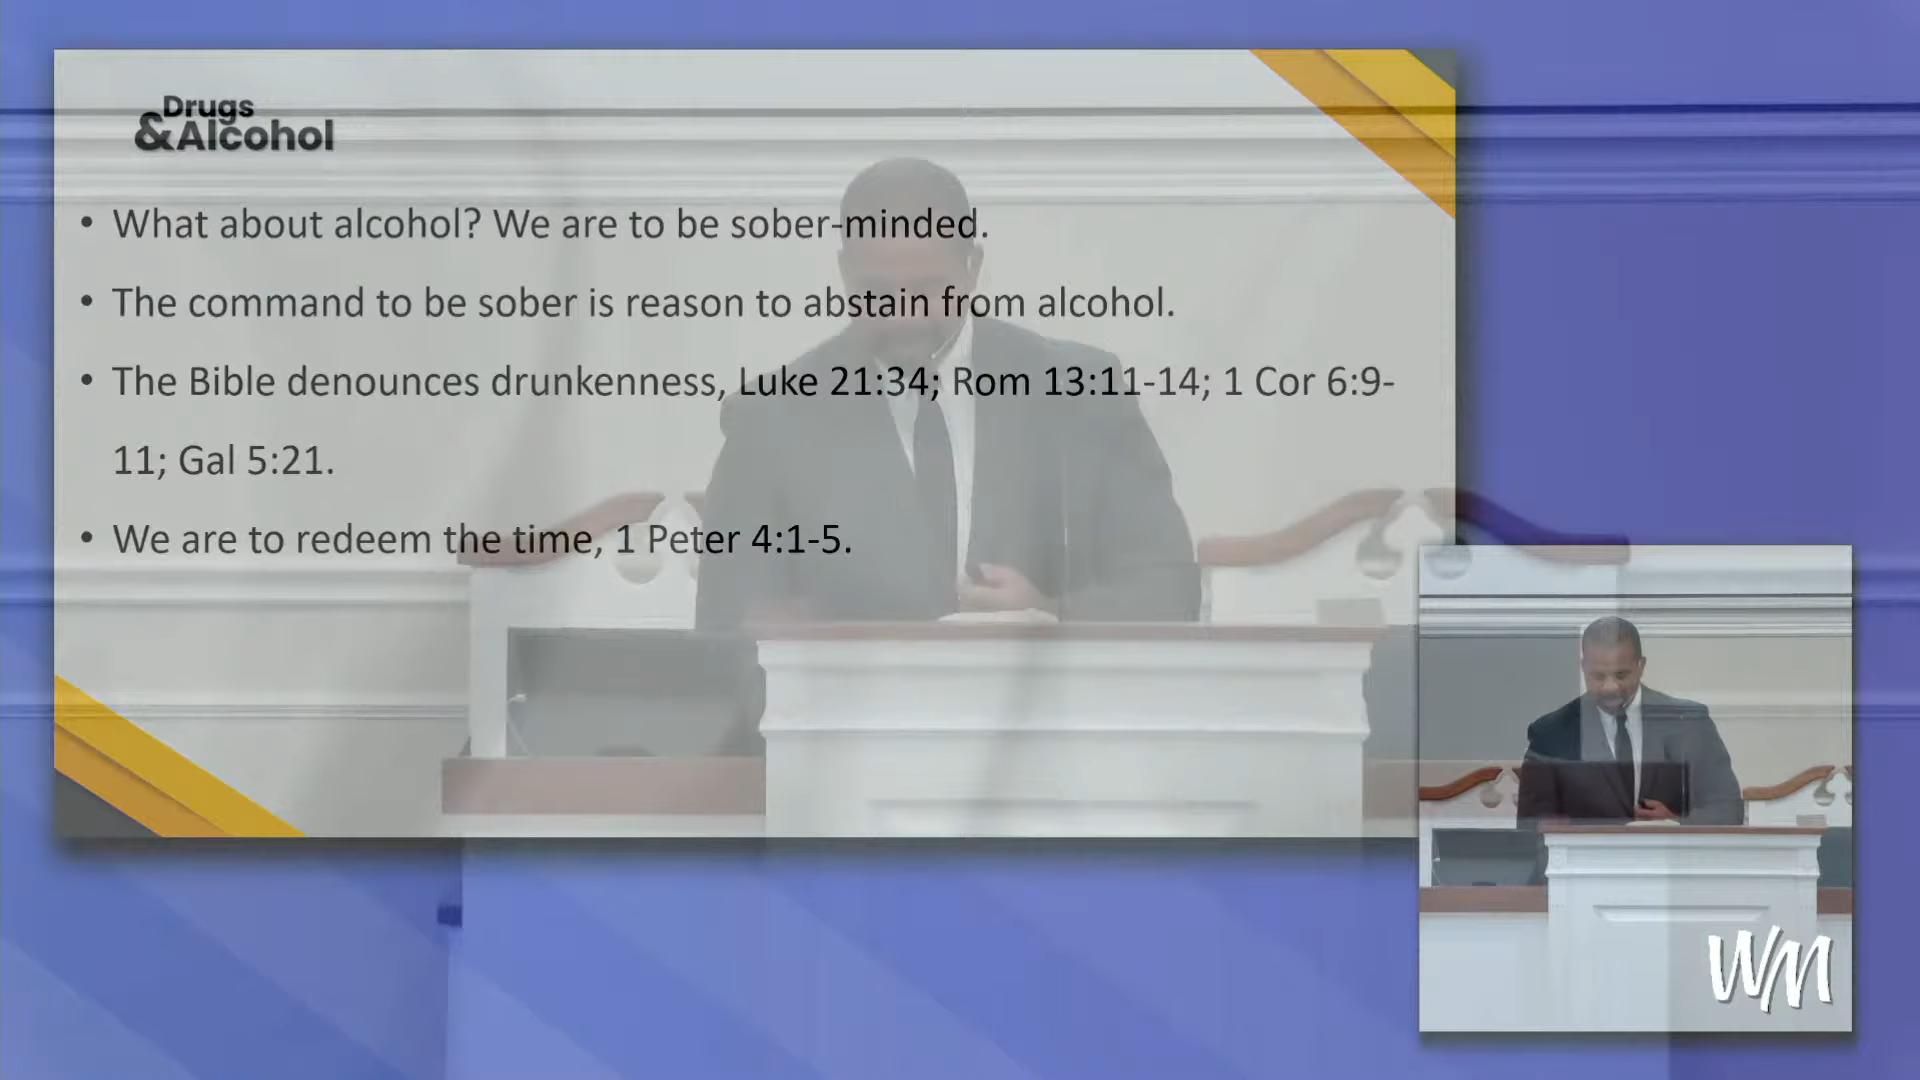 Drugs
&Alcohol
• What about alcohol? We are to be sober-minded.
• The command to be sober is reason to abstain from alcohol.
• The Bible denounces drunkenness, Luke 21:34; Rom 13:11-14; 1 Cor 6:9-
11; Gal 5:21.
• We are to redeem the time, 1 Peter 4:1-5.
WM